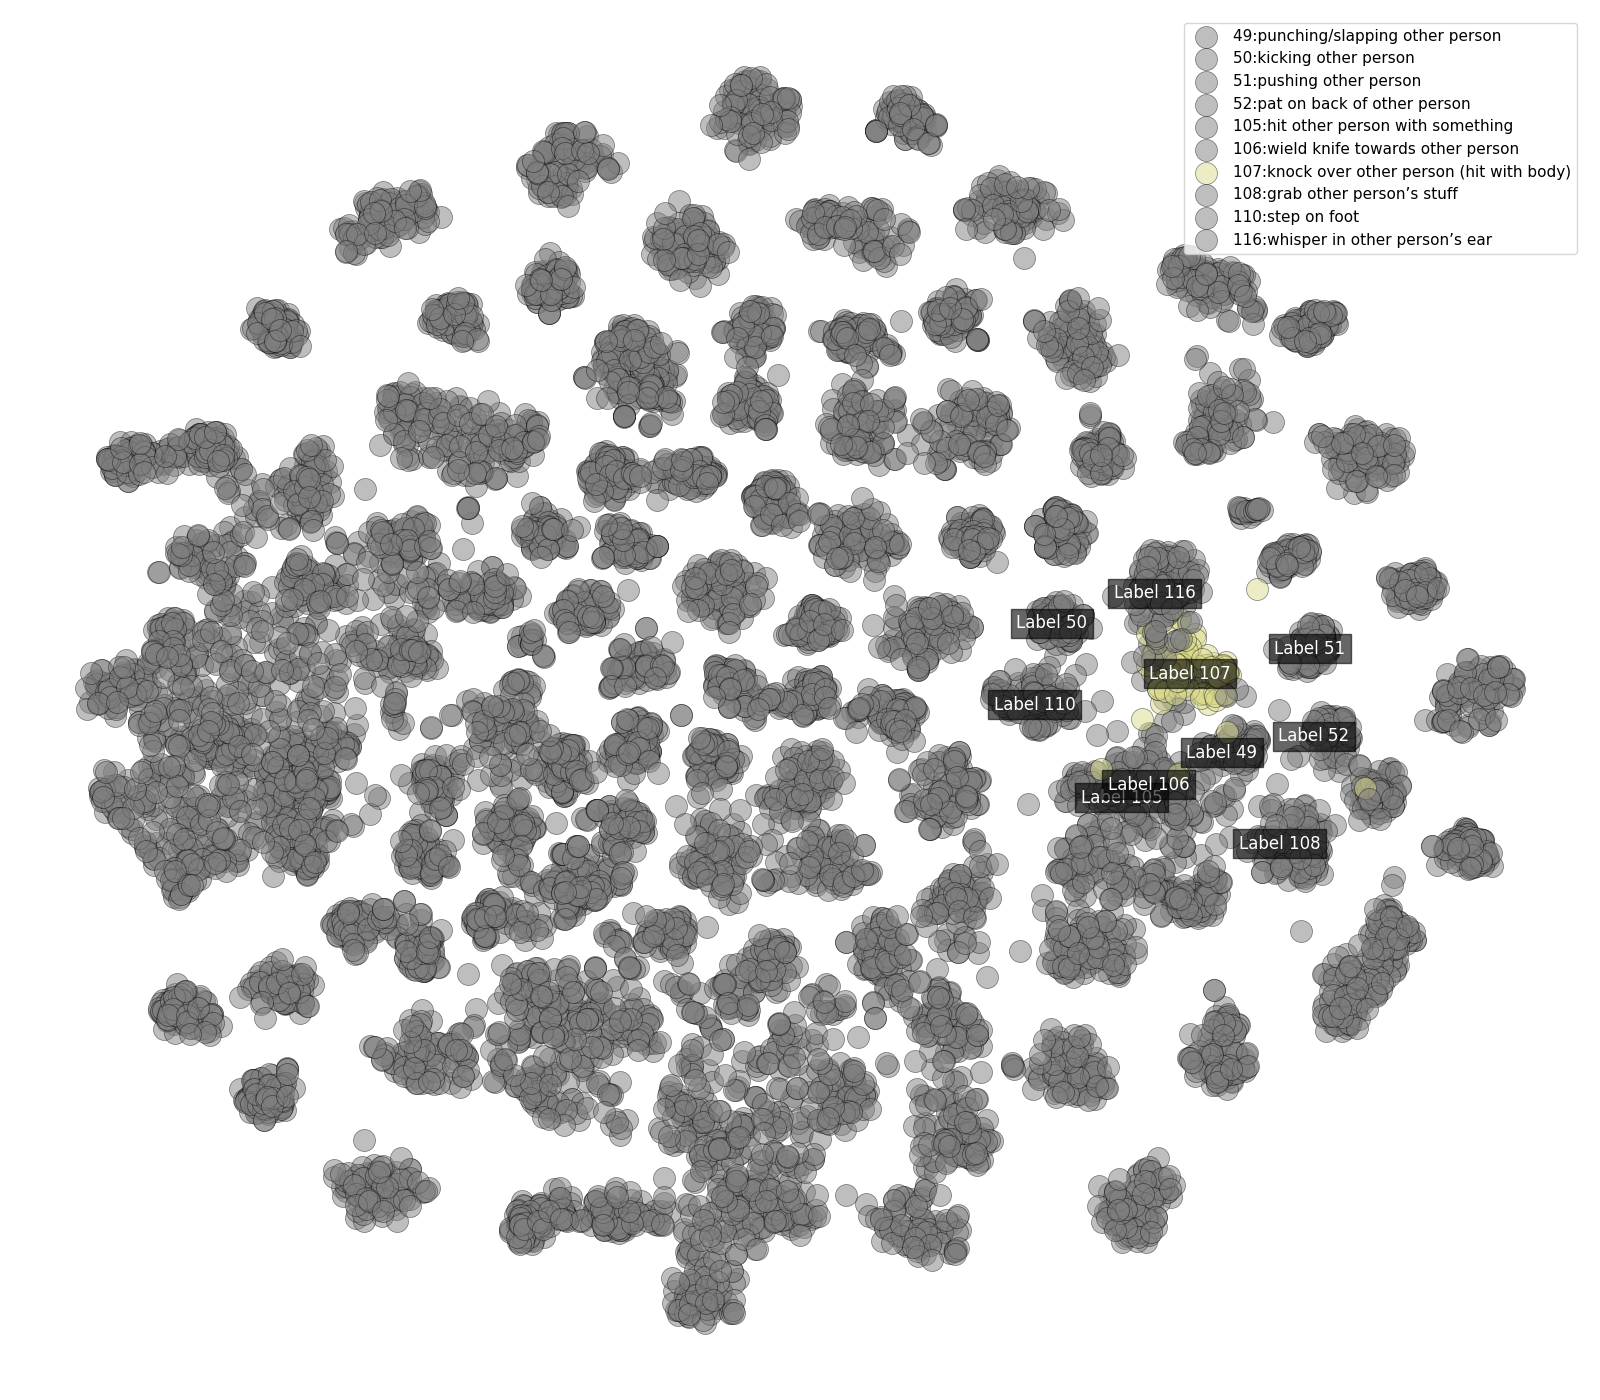 49:punching/slapping other person
50:kicking other person
51:pushing other person
52:pat on back of other person
105:hit other person with something
106:wield knife towards other person
107:knock over other person (hit with body)
108:grab other person’s stuff
110:step on foot
116:whisper in other person’s ear
Label 116
Label 50
Label 51
Label 107
Label 110
Label 52
Label 49
Label 106
Label 105
Label 108